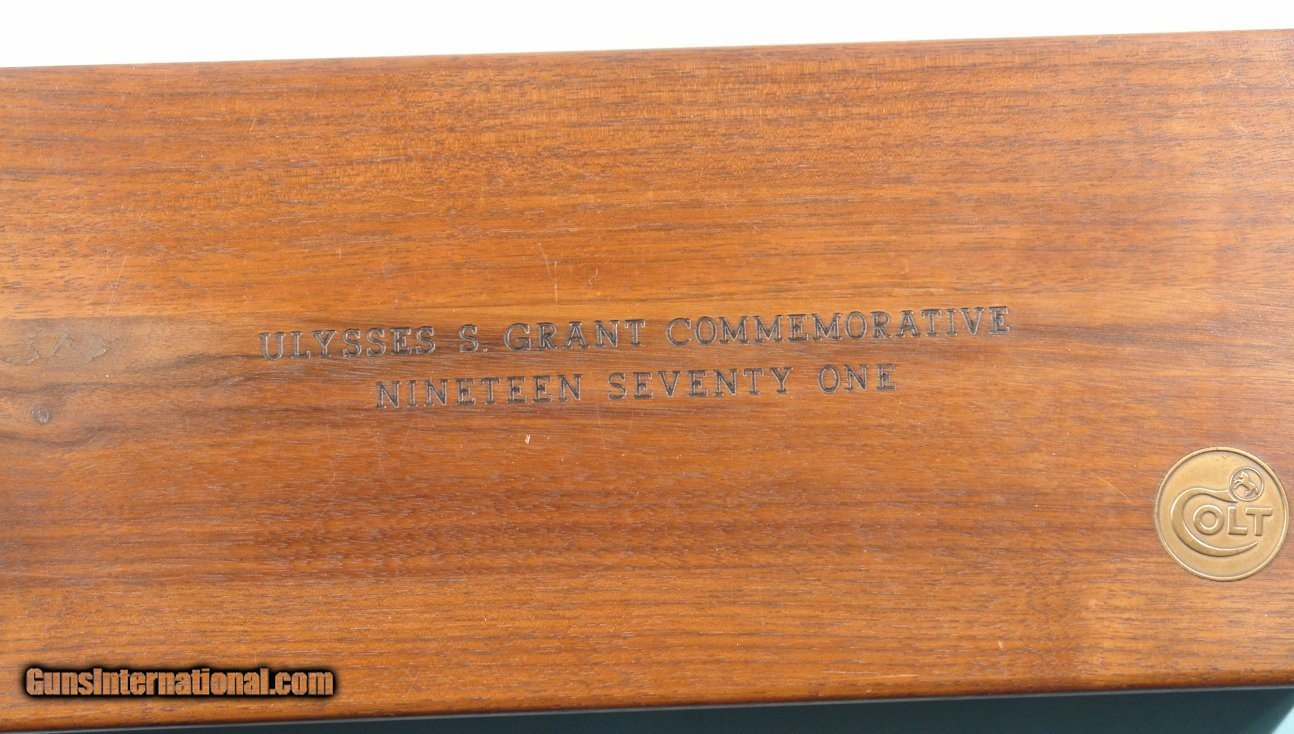 ULYSSES S. GRANT COMMEMORATIVE
NINETEEN SEVENTY ONE
COLT
GunsInternational.com